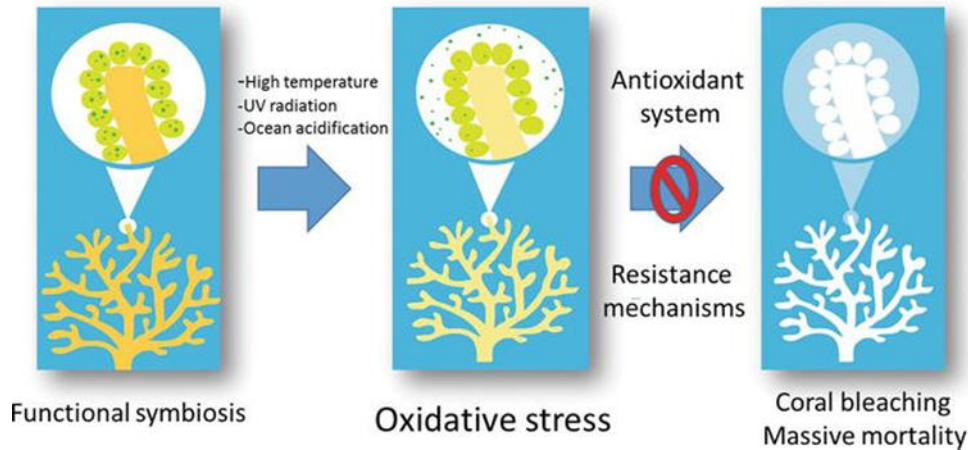 -High temperature
-UV radiation
-Ocean acidification
Antioxidant
system
Resistance
mechanisms
Functional symbiosis
Oxidative stress
Coral bleaching
Massive mortality